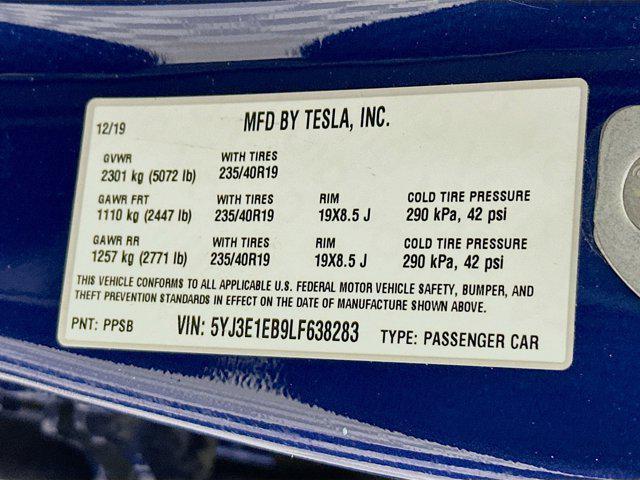 12/19 MFD BY TESLA, INC.
GVWR WITH TIRES
2301 kg (5072 lb) 235/40R19
GAWR FRT WITH TIRES RIM COLD TIRE PRESSURE
1110 kg (2447 lb) 235/40R19 19X8.5 J 290 kPa, 42 psi
GAWR RR WITH TIRES RIM COLD TIRE PRESSURE
1257 kg (2771 lb) 235/40R19 19X8.5 J 290 kPa, 42 psi
THIS VEHICLE CONFORMS TO ALL APPLICABLE U.S. FEDERAL MOTOR VEHICLE SAFETY, BUMPER, AND
THEFT PREVENTION STANDARDS IN EFFECT ON THE DATE OF MANUFACTURE SHOWN ABOVE.
PNT: PPSB VIN: 5YJ3E1EB9LF638283 TYPE: PASSENGER CAR